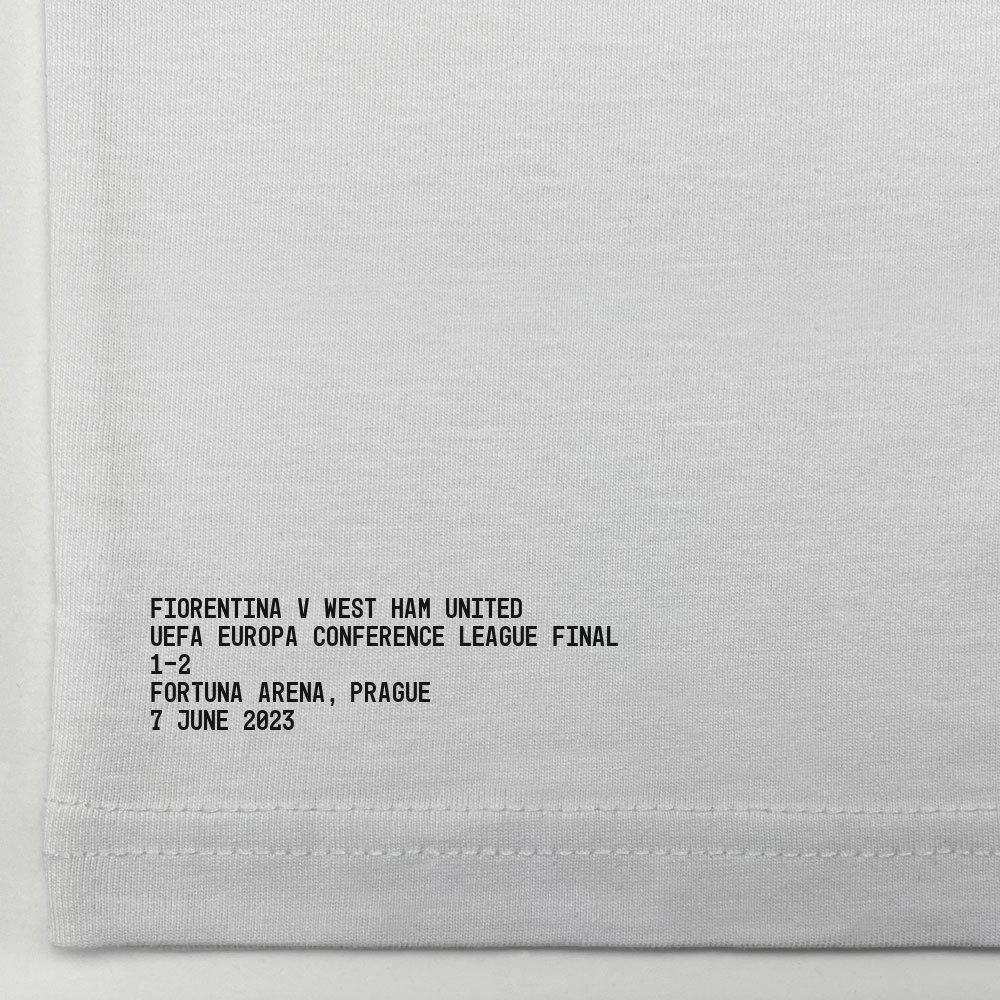 FIORENTINA V WEST HAM UNITED
UEFA EUROPA CONFERENCE LEAGUE FINAL
1-2
FORTUNA ARENA, PRAGUE
7 JUNE 2023